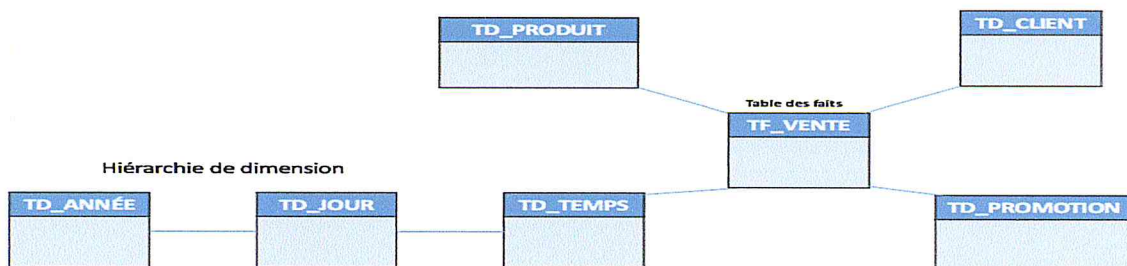 TD_PRODUIT
TD_CLIENT
Table des faits
TF_VENTE
Hiérarchie de dimension
TD_ANNÉE
TD_JOUR
TD_TEMPS
TD_PROMOTION